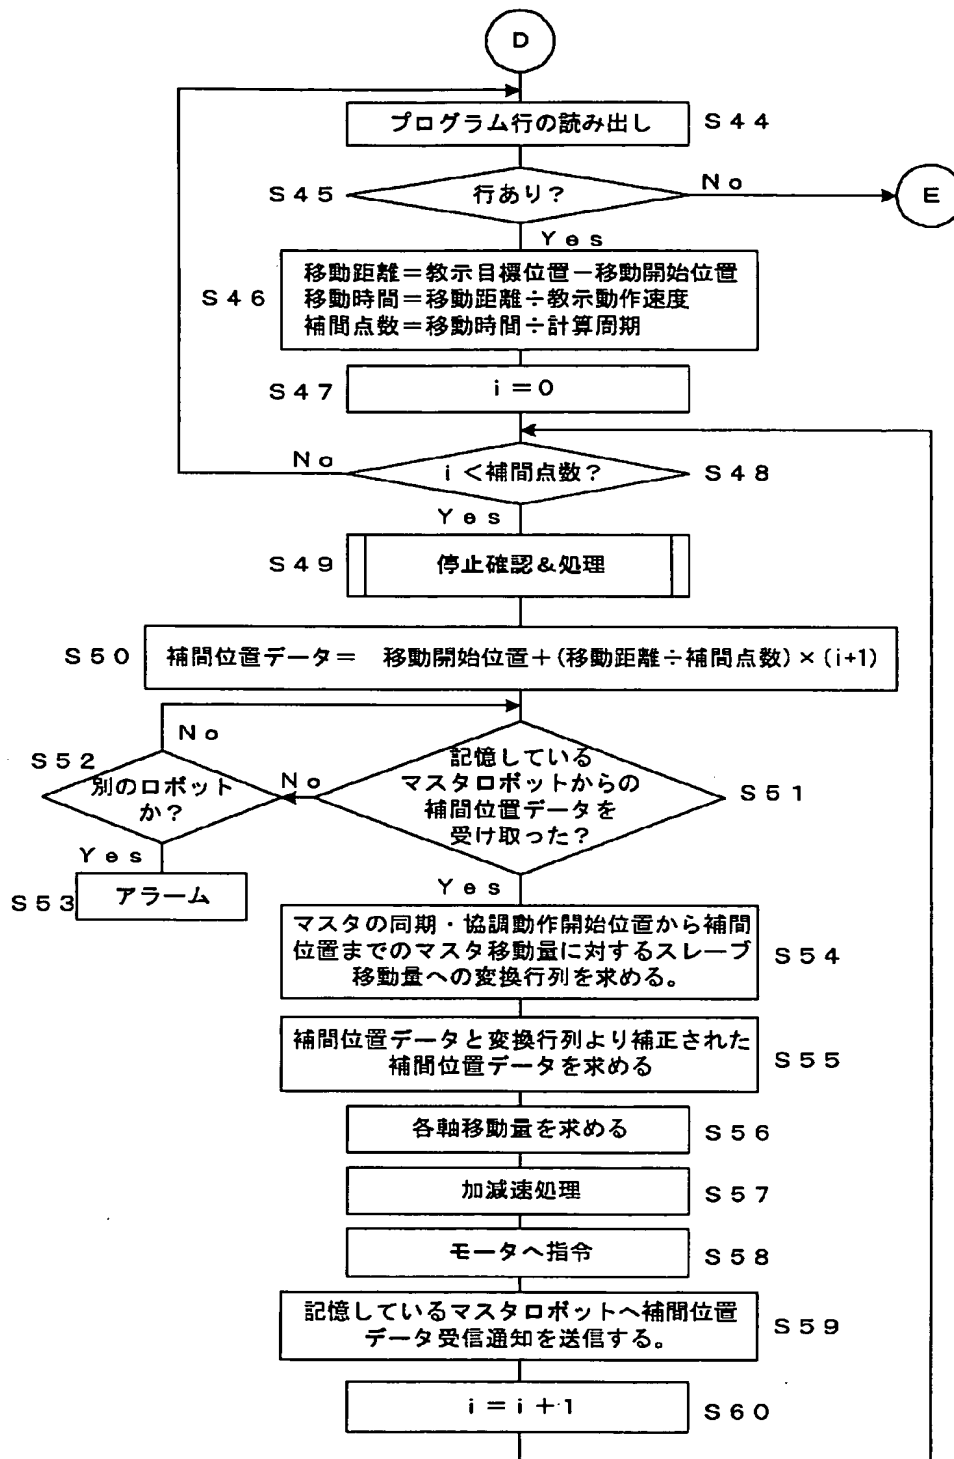 D
プログラム行の読み出し
S44
S45
行あり?
No
E
Yes
S46
移動距離=教示目標位置-移動開始位置
移動時間=移動距離÷教示動作速度
補間点数=移動時間÷計算周期
S47
i=0
No
i<補間点数?
S48
Yes
S49
停止確認&処理
S50
補間位置データ= 移動開始位置+(移動距離÷補間点数)×(i+1)
No
S52
別のロボット
か?
No
記憶している
マスタロボットからの
補間位置データを
受け取った?
S51
Yes
S53
アラーム
Yes
マスタの同期・協調動作開始位置から補間
位置までのマスタ移動量に対するスレーブ
移動量への変換行列を求める。
S54
補間位置データと変換行列より補正された
補間位置データを求める
S55
各軸移動量を求める
S56
加減速処理
S57
モータへ指令
S58
記憶しているマスタロボットへ補間位置
データ受信通知を送信する。
S59
i=i+1
S60